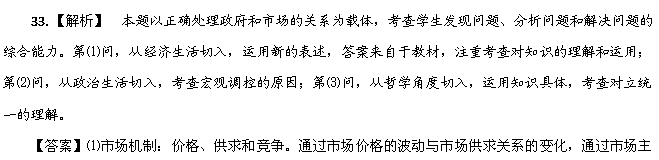 33.【解析】 本题以正确处理政府和市场的关系为载体，考查学生发现问题、分析问题和解决问题的
综合能力。第(1)问，从经济生活切入，运用新的表述，答案来自于教材，注重考查对知识的理解和运用；
第(2)问，从政治生活切入，考查宏观调控的原因；第(3)问，从哲学角度切入，运用知识具体，考查对立统
一的理解。
【答案】(1)市场机制：价格、供求和竞争。通过市场价格的波动与市场供求关系的变化，通过市场主